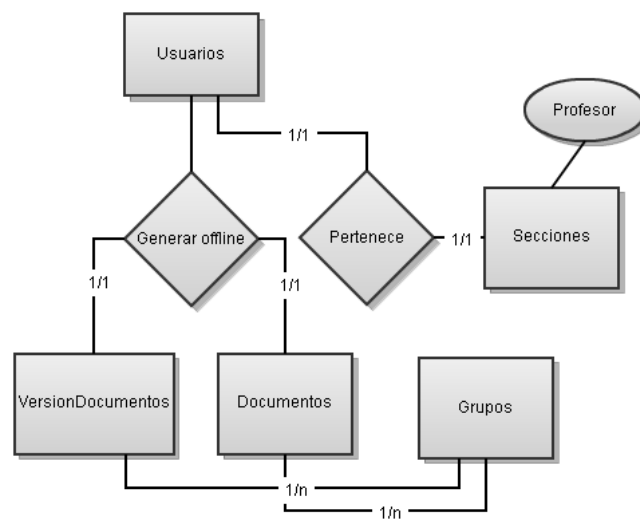 Usuarios
Profesor
1/1
Generar offline
Pertenece
1/1
Secciones
1/1
1/1
VersionDocumentos
Documentos
Grupos
1/n
1/n